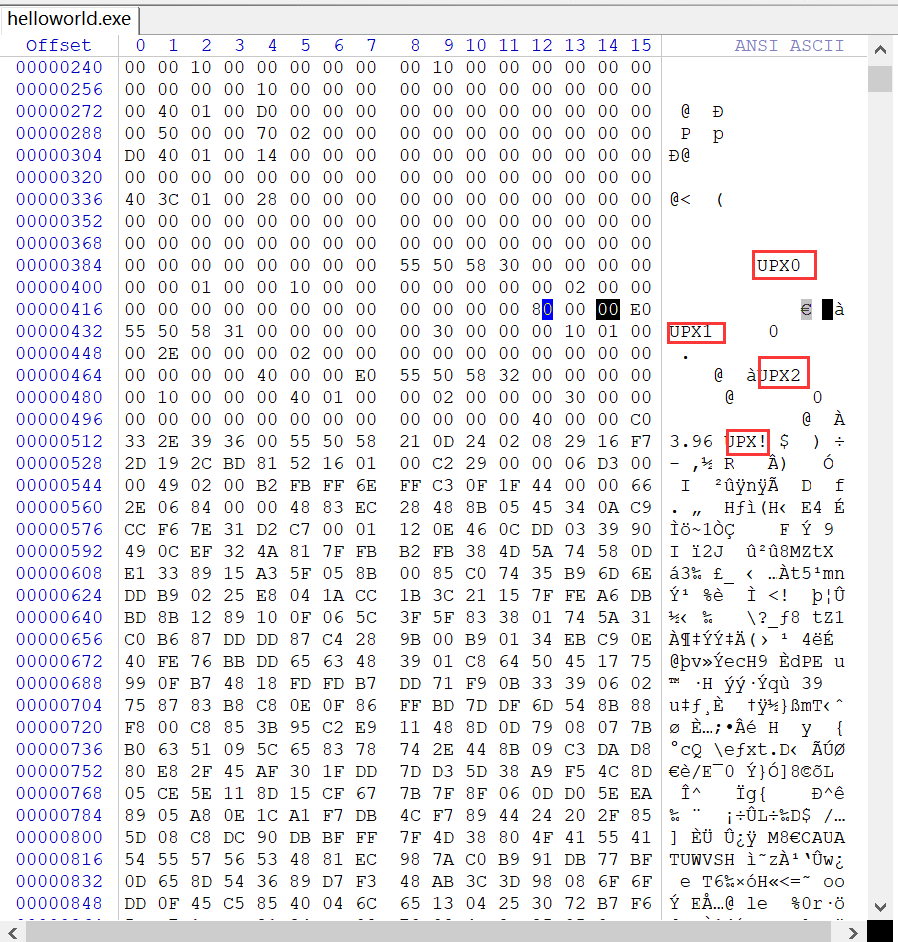 helloworld.exe
Offset 0 1 2 3 4 5 6 7 8 9 10 11 12 13 14 15 ANSI ASCII
00000240 00 00 10 00 00 00 00 00 00 10 00 00 00 00 00 00
00000256 00 00 00 00 10 00 00 00 00 00 00 00 00 00 00 00
00000272 00 40 01 00 D0 00 00 00 00 00 00 00 00 00 00 00 @ Ð
00000288 00 50 00 00 70 02 00 00 00 00 00 00 00 00 00 00 P p
00000304 D0 40 01 00 14 00 00 00 00 00 00 00 00 00 00 00 Ð@
00000320 00 00 00 00 00 00 00 00 00 00 00 00 00 00 00 00
00000336 40 3C 01 00 28 00 00 00 00 00 00 00 00 00 00 00 @< (
00000352 00 00 00 00 00 00 00 00 00 00 00 00 00 00 00 00
00000368 00 00 00 00 00 00 00 00 00 00 00 00 00 00 00 00
00000384 00 00 00 00 00 00 00 00 55 50 58 30 00 00 00 00 UPX0
00000400 00 00 01 00 00 10 00 00 00 00 00 00 00 02 00 00
00000416 00 00 00 00 00 00 00 00 00 00 00 00 80 00 00 E0 € à
00000432 55 50 58 31 00 00 00 00 00 30 00 00 00 10 01 00 UPX1 0
00000448 00 2E 00 00 00 02 00 00 00 00 00 00 00 00 00 00 .
00000464 00 00 00 00 40 00 00 E0 55 50 58 32 00 00 00 00 @ àUPX2
00000480 00 10 00 00 00 40 01 00 00 02 00 00 00 30 00 00 @ 0
00000496 00 00 00 00 00 00 00 00 00 00 00 00 40 00 00 C0 @ À
00000512 33 2E 39 36 00 55 50 58 21 0D 24 02 08 29 16 F7 3.96 UPX! $ ) ÷
00000528 2D 19 2C BD 81 52 16 01 00 C2 29 00 00 06 D3 00 - ,½ R Â) Ó
00000544 00 49 02 00 B2 FB FF 6E FF C3 0F 1F 44 00 00 66 I ²ûÿnÿÃ D f
00000560 2E 06 84 00 00 48 83 EC 28 48 8B 05 45 34 0A C9 . „ Hƒì(H‹ E4 É
00000576 CC F6 7E 31 D2 C7 00 01 12 0E 46 0C DD 03 39 90 Ìö~1ÒÇ F Ý 9
00000592 49 0C EF 32 4A 81 7F FB B2 FB 38 4D 5A 74 58 0D I ï2J û²û8MZtX
00000608 E1 33 89 15 A3 5F 05 8B 00 85 C0 74 35 B9 6D 6E á3‰ £_ ‹ …Àt5¹mn
00000624 DD B9 02 25 E8 04 1A CC 1B 3C 21 15 7F FE A6 DB Ý¹ %è Ì <! þ¦Û
00000640 BD 8B 12 89 10 0F 06 5C 3F 5F 83 38 01 74 5A 31 ½‹ ‰ \?_ƒ8 tZ1
00000656 C0 B6 87 DD DD 87 C4 28 9B 00 B9 01 34 EB C9 0E À¶‡ÝÝ‡Ä(› ¹ 4ëÉ
00000672 40 FE 76 BB DD 65 63 48 39 01 C8 64 50 45 17 75 @þv»ÝecH9 ÈdPE u
00000688 99 0F B7 48 18 FD FD B7 DD 71 F9 0B 33 39 06 02 ™ ·H ýý·Ýqù 39
00000704 75 87 83 B8 C8 0E 0F 86 FF BD 7D DF 6D 54 8B 88 u‡ƒ¸È †ÿ½}ßmT‹ˆ
00000720 F8 00 C8 85 3B 95 C2 E9 11 48 8D 0D 79 08 07 7B ø È…;•Âé H y {
00000736 B0 63 51 09 5C 65 83 78 74 2E 44 8B 09 C3 DA D8 °cQ \eƒxt.D‹ ÃÚØ
00000752 80 E8 2F 45 AF 30 1F DD 7D D3 5D 38 A9 F5 4C 8D €è/E¯0 Ý}Ó]8©õL
00000768 05 CE 5E 11 8D 15 CF 67 7B 7F 8F 06 0D D0 5E EA Î^ Ïg{ Ð^ê
00000784 89 05 A8 0E 1C A1 F7 DB 4C F7 89 44 24 20 2F 85 ‰ ¨ ¡÷ÛL÷‰D$ /…
00000800 5D 08 C8 DC 90 DB BF FF 7F 4D 38 80 4F 41 55 41 ] ÈÜ Û¿ÿ M8€OAUA
00000816 54 55 57 56 53 48 81 EC 98 7A C0 B9 91 DB 77 BF TUWVSH ì˜zÀ¹‘Ûw¿
00000832 0D 65 8D 54 36 89 D7 F3 48 AB 3C 3D 98 08 6F 6F e T6‰×óH«<=˜ oo
00000848 DD 0F 45 C5 85 40 04 6C 65 13 04 25 30 72 B7 F6 Ý EÅ…@ le %0r·ö